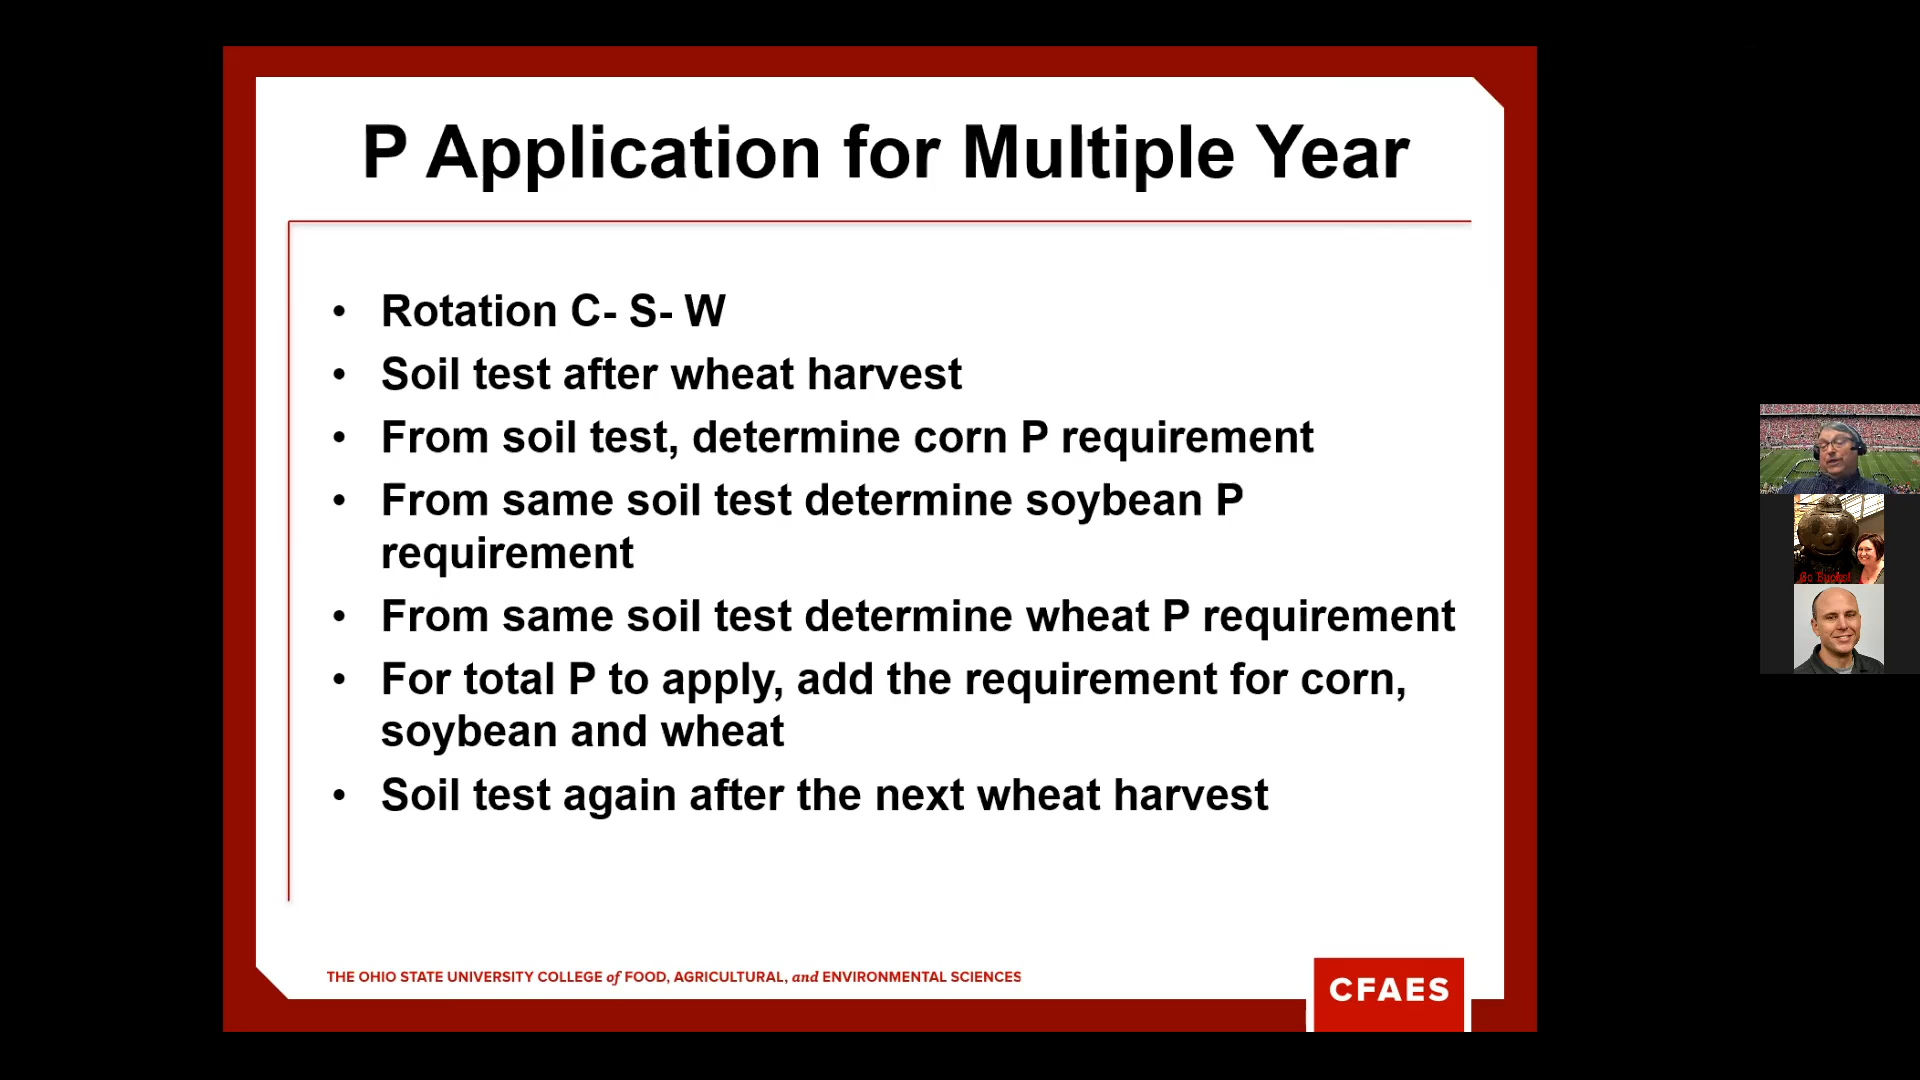 P Application for Multiple Year
• Rotation C- S- W
• Soil test after wheat harvest
• From soil test, determine corn P requirement
• From same soil test determine soybean P
requirement
• From same soil test determine wheat P requirement
• For total P to apply, add the requirement for corn,
soybean and wheat
• Soil test again after the next wheat harvest
THE OHIO STATE UNIVERSITY COLLEGE of FOOD, AGRICULTURAL, and ENVIRONMENTAL SCIENCES
CFAES